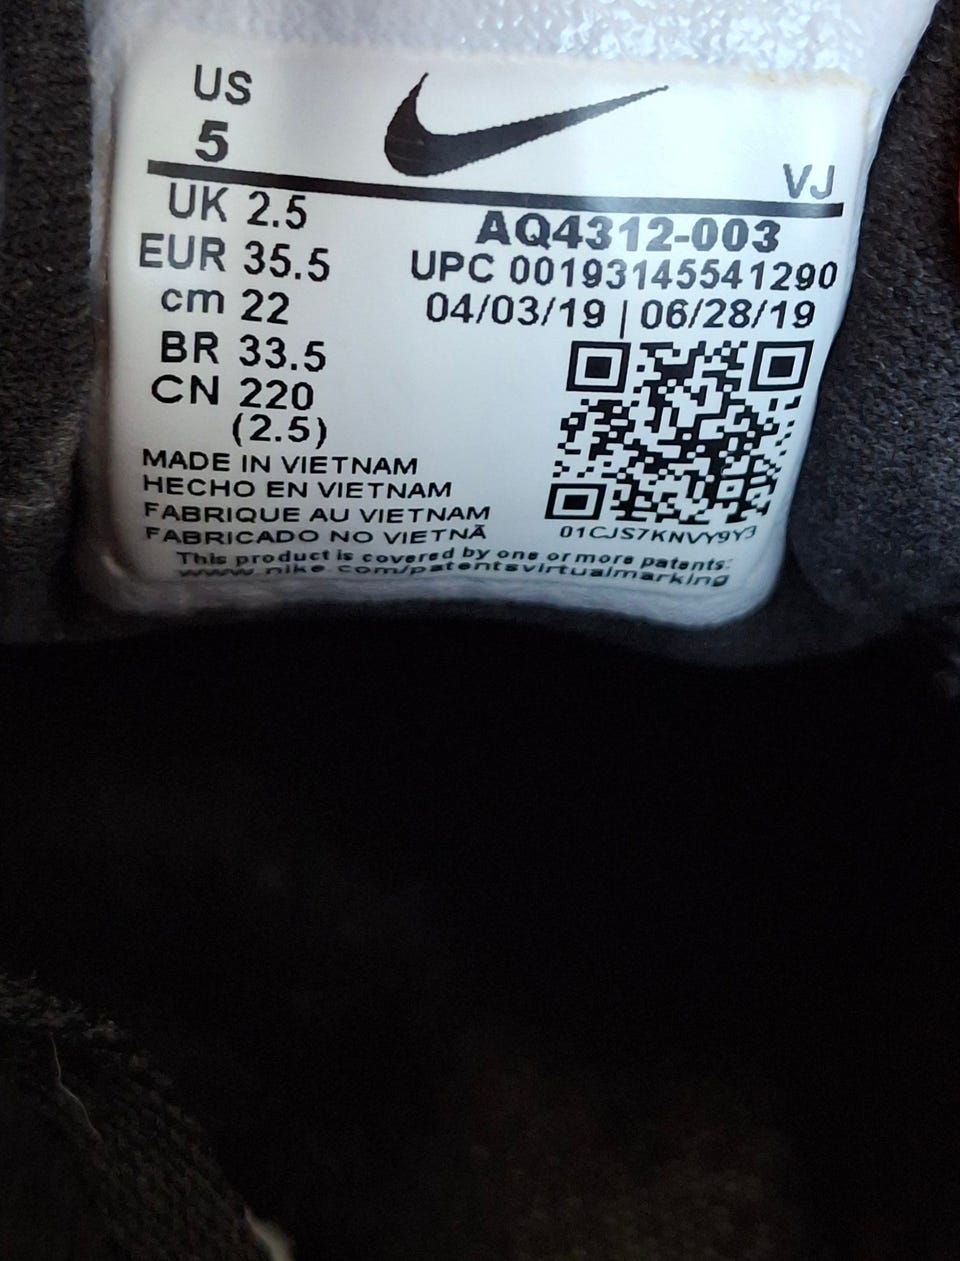 US
5
VJ
UK 2.5
EUR 35.5
cm 22
BR 33.5
CN 220
(2.5)
AQ4312-003
UPC 00193145541290
04/03/19 | 06/28/19
01CJS7KNVY9Y3
MADE IN VIETNAM
HECHO EN VIETNAM
FABRIQUE AU VIETNAM
FABRICADO NO VIETNÃ
This product is covered by one or more patents:
www.nike.com/patentsvirtualmarking